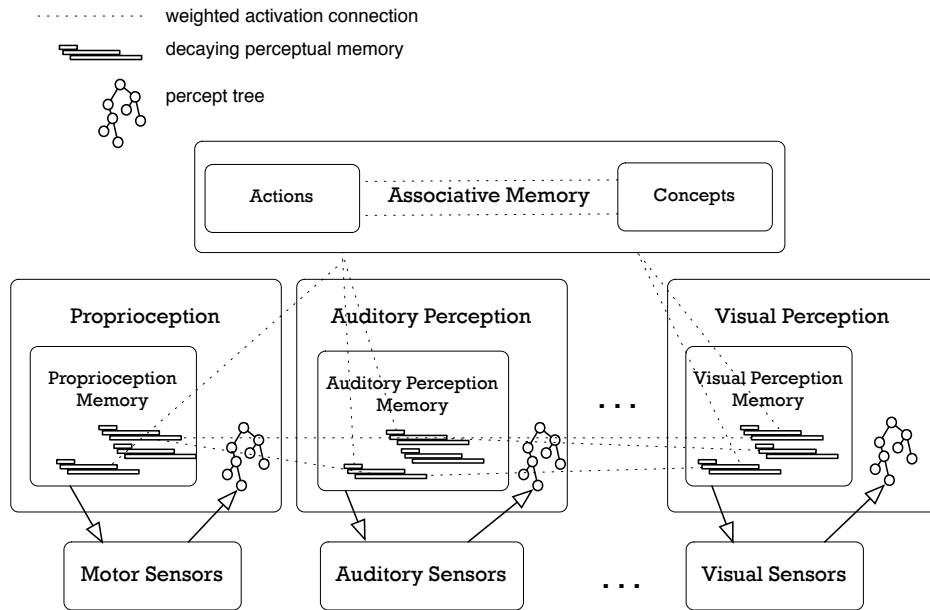 weighted activation connection
decaying perceptual memory
percept tree
Actions
Associative Memory
Concepts
Proprioception
Auditory Perception
Visual Perception
Proprioception
Memory
Auditory Perception
Memory
Visual Perception
Memory
...
Motor Sensors
Auditory Sensors
...
Visual Sensors